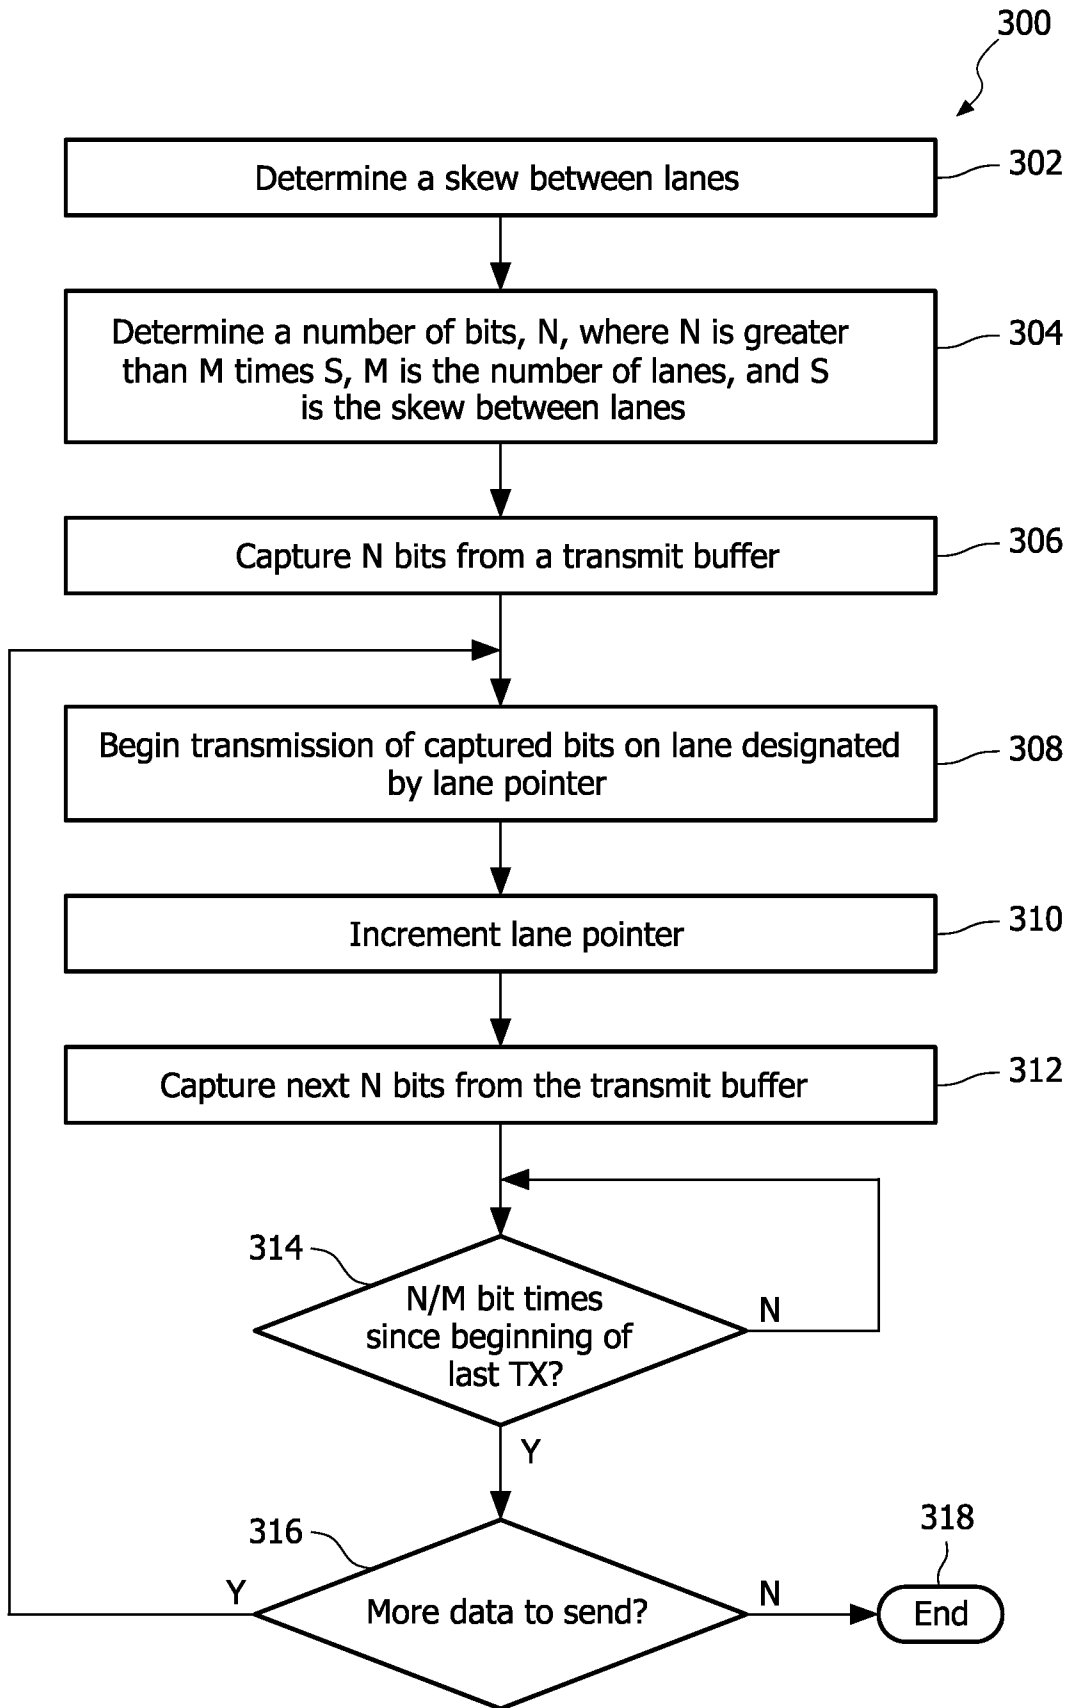 300
Determine a skew between lanes
302
Determine a number of bits, N, where N is greater
than M times S, M is the number of lanes, and S
is the skew between lanes
304
Capture N bits from a transmit buffer
306
Begin transmission of captured bits on lane designated
by lane pointer
308
Increment lane pointer
310
Capture next N bits from the transmit buffer
312
314
N/M bit times
since beginning of
last TX?
N
Y
316
More data to send?
Y
N
318
End